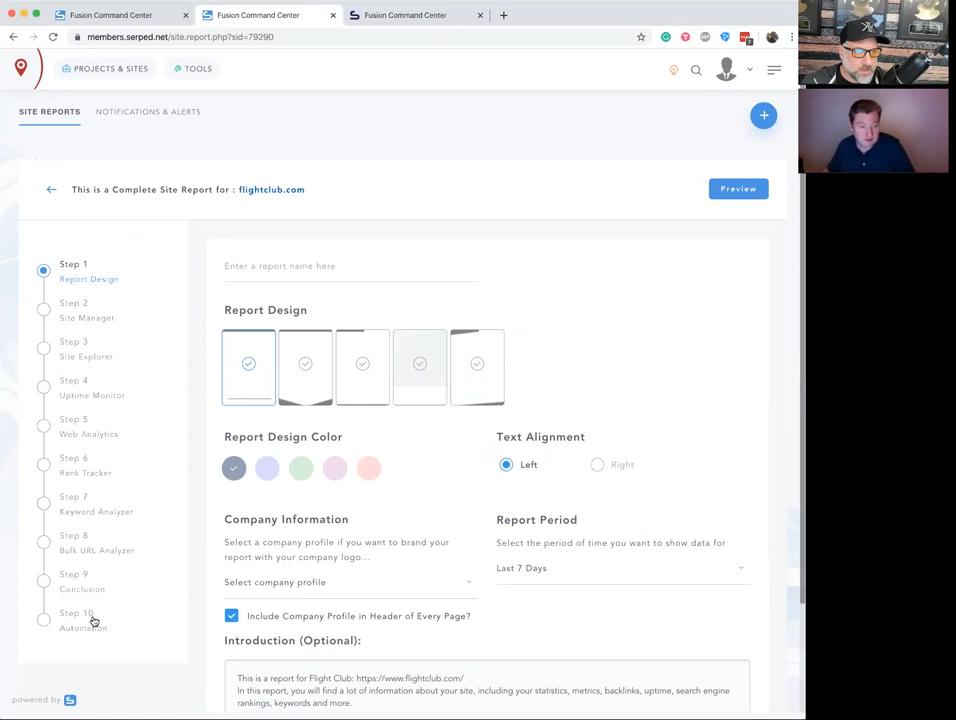 Fusion Command Center
Fusion Command Center
Fusion Command Center
members.serped.net/site.report.php?sid=79290
7
PROJECTS & SITES
TOOLS
SITE REPORTS
NOTIFICATIONS & ALERTS
This is a Complete Site Report for : flightclub.com
Preview
Step 1
Report Design
Step 2
Site Manager
Step 3
Site Explorer
Step 4
Uptime Monitor
Step 5
Web Analytics
Step 6
Rank Tracker
Step 7
Keyword Analyzer
Step 8
Bulk URL Analyzer
Step 9
Conclusion
Step 10
Automation
powered by S
Enter a report name here
Report Design
Report Design Color
Text Alignment
Left
Right
Company Information
Select a company profile if you want to brand your
report with your company logo...
Select company profile
Report Period
Select the period of time you want to show data for
Last 7 Days
Include Company Profile in Header of Every Page?
Introduction (Optional):
This is a report for Flight Club: https://www.flightclub.com/
In this report, you will find a lot of information about your site, including your statistics, metrics, backlinks, uptime, search engine
rankings, keywords and more.